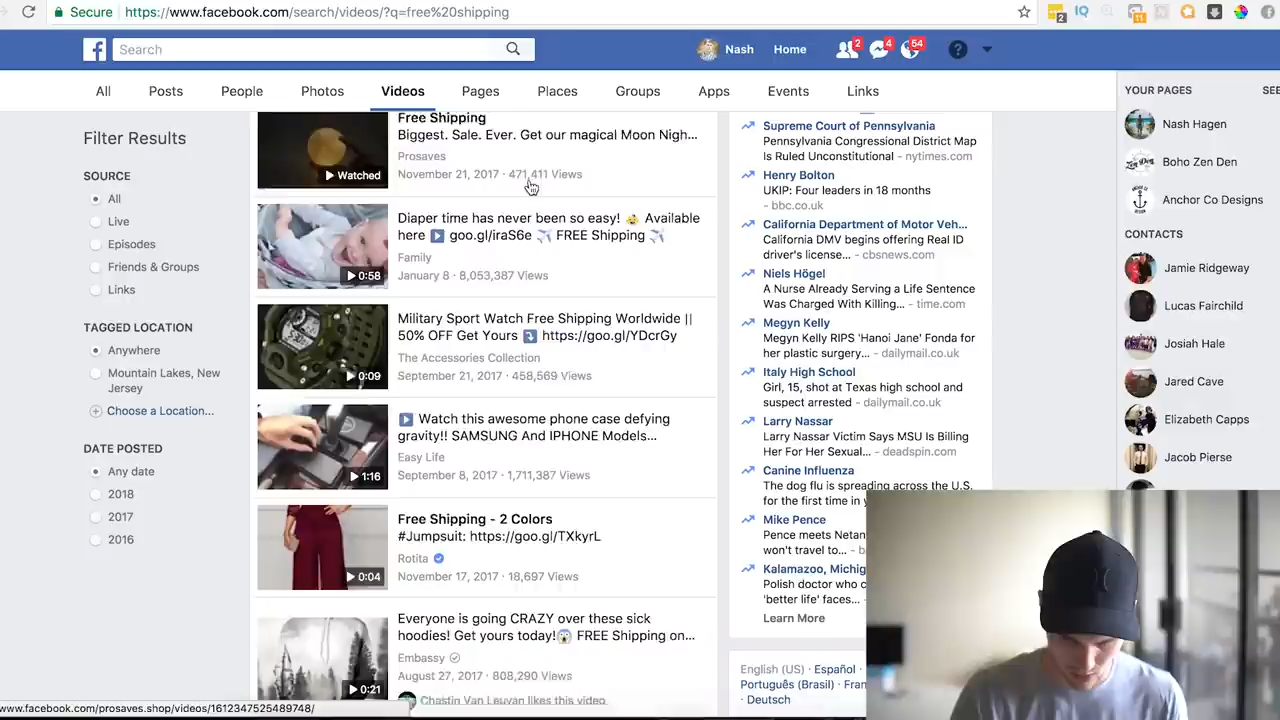 Secure https://www.facebook.com/search/videos/?q=free%20shipping
2
11
Search
Nash
Home
2
4
54
All
Posts
People
Photos
Videos
Pages
Places
Groups
Apps
Events
Links
Filter Results
SOURCE
All
Live
Episodes
Friends & Groups
Links
TAGGED LOCATION
Anywhere
Mountain Lakes, New
Jersey
Choose a Location...
DATE POSTED
Any date
2018
2017
2016
Watched
Free Shipping
Biggest. Sale. Ever. Get our magical Moon Nigh...
Prosaves
November 21, 2017 · 471,411 Views
0:58
Diaper time has never been so easy! Available
here goo.gl/iraS6e FREE Shipping
Family
January 8 · 8,053,387 Views
0:09
Military Sport Watch Free Shipping Worldwide ||
50% OFF Get Yours https://goo.gl/YDcrGy
The Accessories Collection
September 21, 2017 · 458,569 Views
1:16
Watch this awesome phone case defying
gravity!! SAMSUNG And IPHONE Models...
Easy Life
September 8, 2017 · 1,711,387 Views
0:04
Free Shipping - 2 Colors
#Jumpsuit: https://goo.gl/TXkyrL
Rotita
November 17, 2017 · 18,697 Views
0:21
Everyone is going CRAZY over these sick
hoodies! Get yours today! FREE Shipping on...
Embassy
August 27, 2017 · 808,290 Views
Chastin Van Leuvan likes this video.
Supreme Court of Pennsylvania
Pennsylvania Congressional District Map
Is Ruled Unconstitutional - nytimes.com
Henry Bolton
UKIP: Four leaders in 18 months
- bbc.co.uk
California Department of Motor Veh...
California DMV begins offering Real ID
driver's license... - cbsnews.com
Niels Högel
A Nurse Already Serving a Life Sentence
Was Charged With Killing... - time.com
Megyn Kelly
Megyn Kelly RIPS 'Hanoi Jane' Fonda for
her plastic surgery... - dailymail.co.uk
Italy High School
Girl, 15, shot at Texas high school and
suspect arrested - dailymail.co.uk
Larry Nassar
Larry Nassar Victim Says MSU Is Billing
Her For Her Sexual... - deadspin.com
Canine Influenza
The dog flu is spreading across the U.S.
for the first time in
Mike Pence
Pence meets Netan
won't travel to... - b
Kalamazoo, Michig
Polish doctor who c
'better life' faces...
Learn More
English (US) · Español ·
Português (Brasil) · Fran
· Deutsch
YOUR PAGES
SEE
Nash Hagen
Boho Zen Den
Anchor Co Designs
CONTACTS
Jamie Ridgeway
Lucas Fairchild
Josiah Hale
Jared Cave
Elizabeth Capps
Jacob Pierse
www.facebook.com/prosaves.shop/videos/1612347525489748/